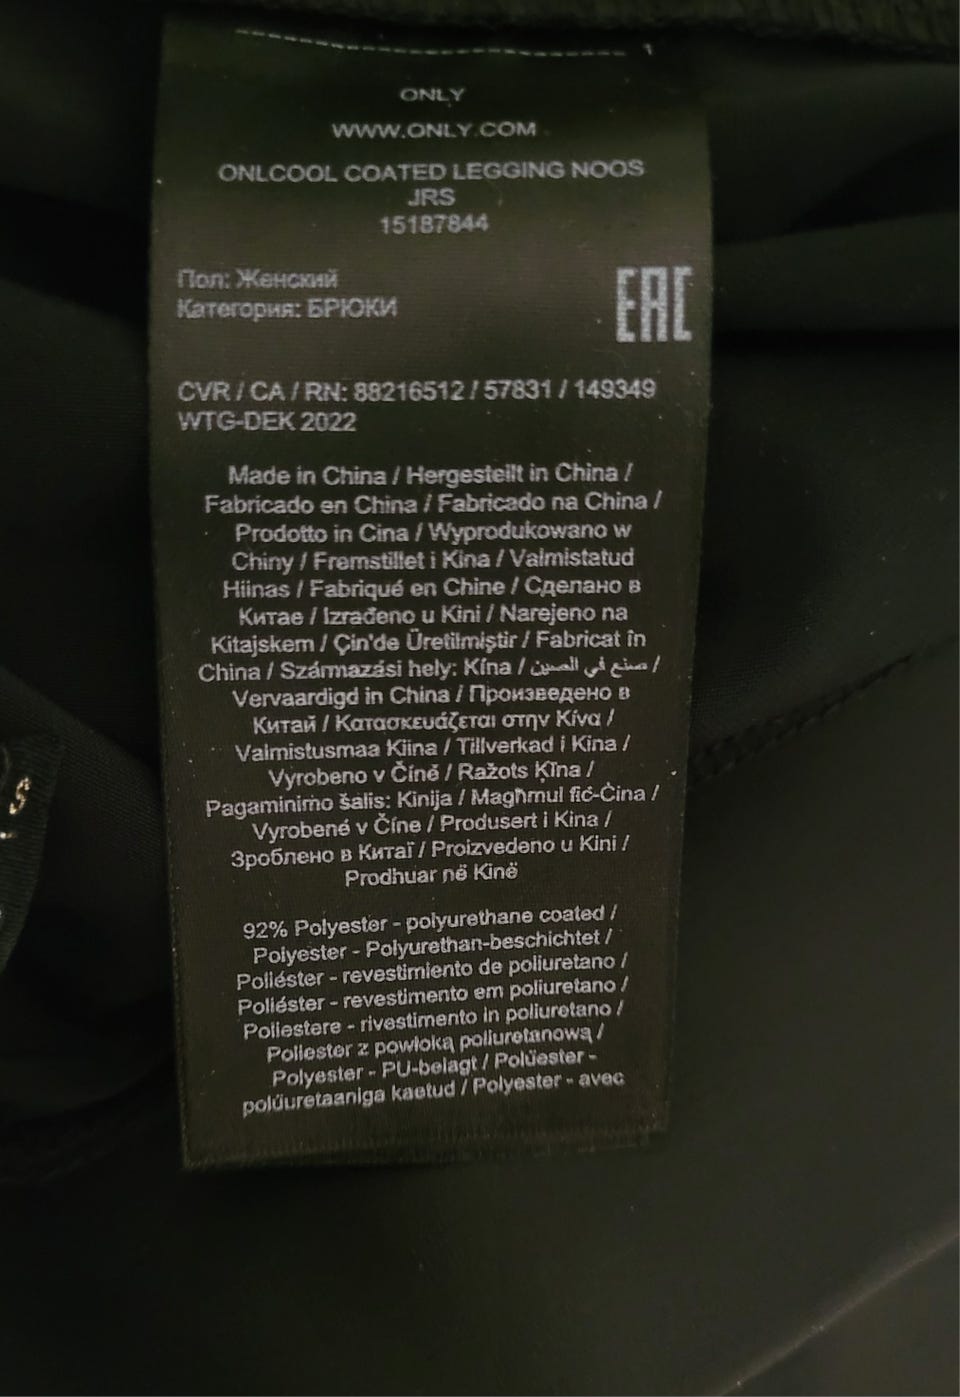 ONLY
WWW.ONLY.COM
ONLCOOL COATED LEGGING NOOS
JRS
15187844
Пол: Женский
Категория: БРЮКИ
EAC
CVR / CA / RN: 88216512 / 57831 / 149349
WTG-DEK 2022
Made in China / Hergestellt in China /
Fabricado en China / Fabricado na China /
Prodotto in Cina / Wyprodukowano w
Chiny / Fremstillet i Kina / Valmistatud
Hiinas / Fabriqué en Chine / Сделано в
Китае / Izrađeno u Kini / Narejeno na
Kitajskem / Çin'de Üretilmiştir / Fabricat în
China / Származási hely: Kína / صنع في الصين /
Vervaardigd in China / Произведено в
Китай / Κατασκευάζεται στην Κίνα /
Valmistusmaa Kiina / Tillverkad i Kina /
Vyrobeno v Číně / Ražots Ķīna /
Pagaminimo šalis: Kinija / Magħmul fiċ-Ċina /
Vyrobené v Číne / Produsert i Kina /
Зроблено в Китаї / Proizvedeno u Kini /
Prodhuar në Kinë
92% Polyester - polyurethane coated /
Polyester - Polyurethan-beschichtet /
Poliéster - revestimiento de poliuretano /
Poliéster - revestimento em poliuretano /
Poliestere - rivestimento in poliuretano /
Poliester z powłoką poliuretanową /
Polyester - PU-belagt / Polüester -
polüuretaaniga kaetud / Polyester - avec